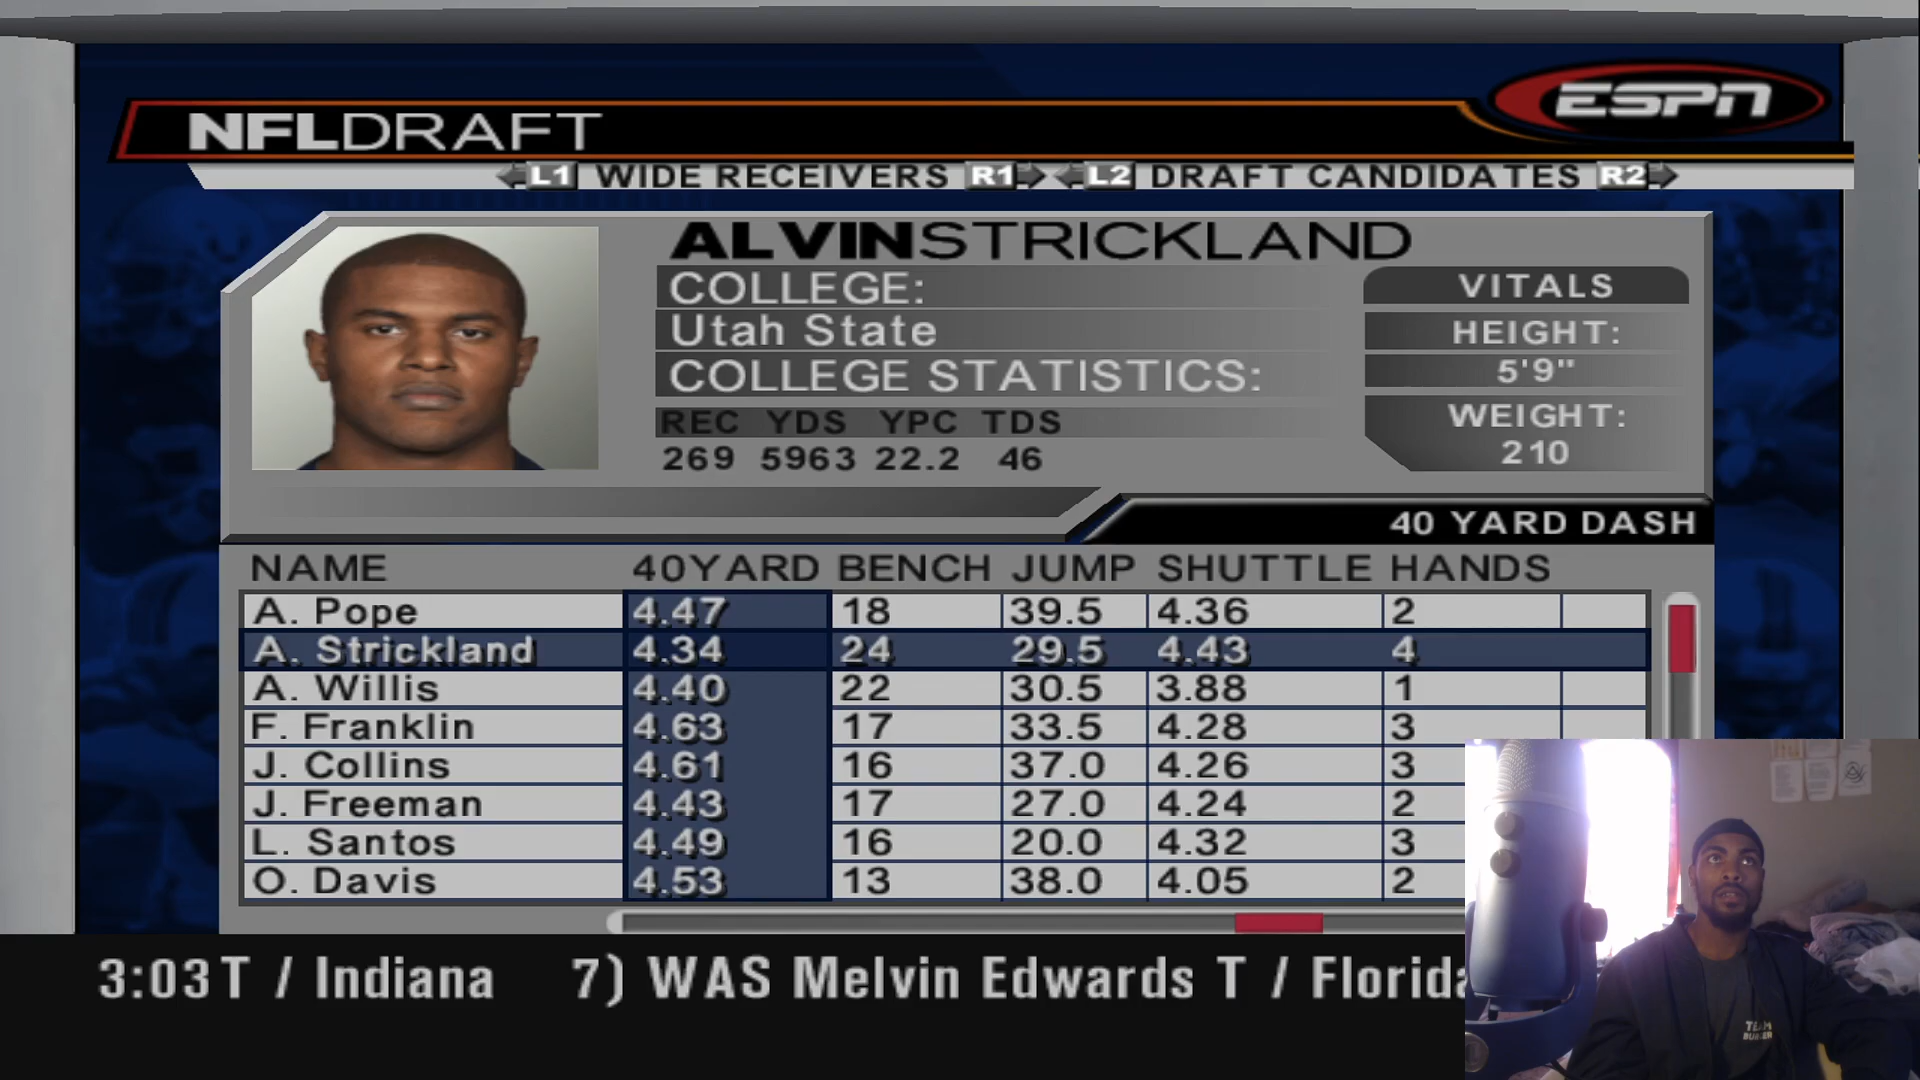 ESPN
NFLDRAFT
L1 WIDE RECEIVERS R1 L2 DRAFT CANDIDATES R2
ALVINSTRICKLAND
COLLEGE:
Utah State
COLLEGE STATISTICS:
REC YDS YPC TDS
269 5963 22.2 46
VITALS
HEIGHT:
5'9"
WEIGHT:
210
40 YARD DASH
NAME 40YARD BENCH JUMP SHUTTLE HANDS
A. Pope 4.47 18 39.5 4.36 2
A. Strickland 4.34 24 29.5 4.43 4
A. Willis 4.40 22 30.5 3.88 1
F. Franklin 4.63 17 33.5 4.28 3
J. Collins 4.61 16 37.0 4.26 3
J. Freeman 4.43 17 27.0 4.24 2
L. Santos 4.49 16 20.0 4.32 3
O. Davis 4.53 13 38.0 4.05 2
3:03 T / Indiana 7) WAS Melvin Edwards T / Florida
TEAM
BURGER